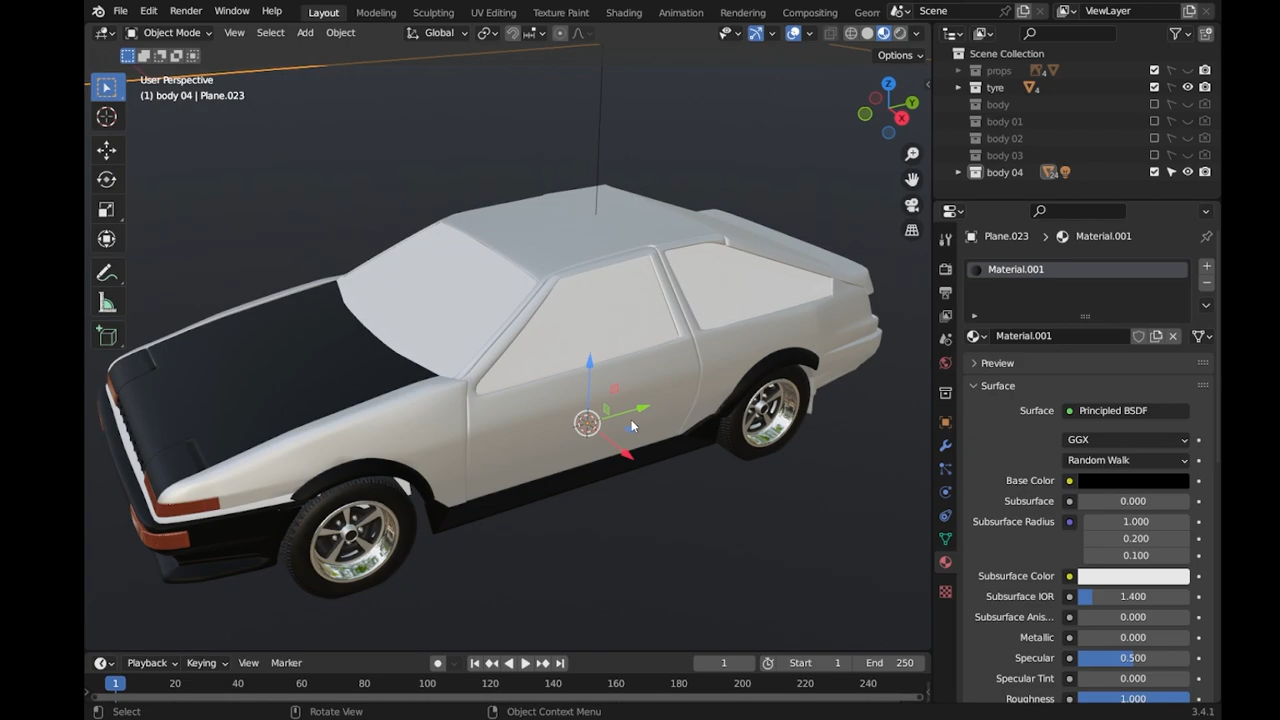 File Edit Render Window Help Layout Modeling Sculpting UV Editing Texture Paint Shading Animation Rendering Compositing Geom Scene ViewLayer
Object Mode View Select Add Object Global
Options
User Perspective
(1) body 04 | Plane.023
Z
Y
X
Scene Collection
props 4
tyre 4
body
body 01
body 02
body 03
body 04 24
Plane.023 > Material.001
Material.001
Material.001
Preview
Surface
Surface Principled BSDF
GGX
Random Walk
Base Color
Subsurface 0.000
Subsurface Radius 1.000
0.200
0.100
Subsurface Color
Subsurface IOR 1.400
Subsurface Anis... 0.000
Metallic 0.000
Specular 0.500
Specular Tint 0.000
Roughness 1.000
Playback Keying View Marker 1 Start 1 End 250
1 20 40 60 80 100 120 140 160 180 200 220 240
Select Rotate View Object Context Menu 3.4.1